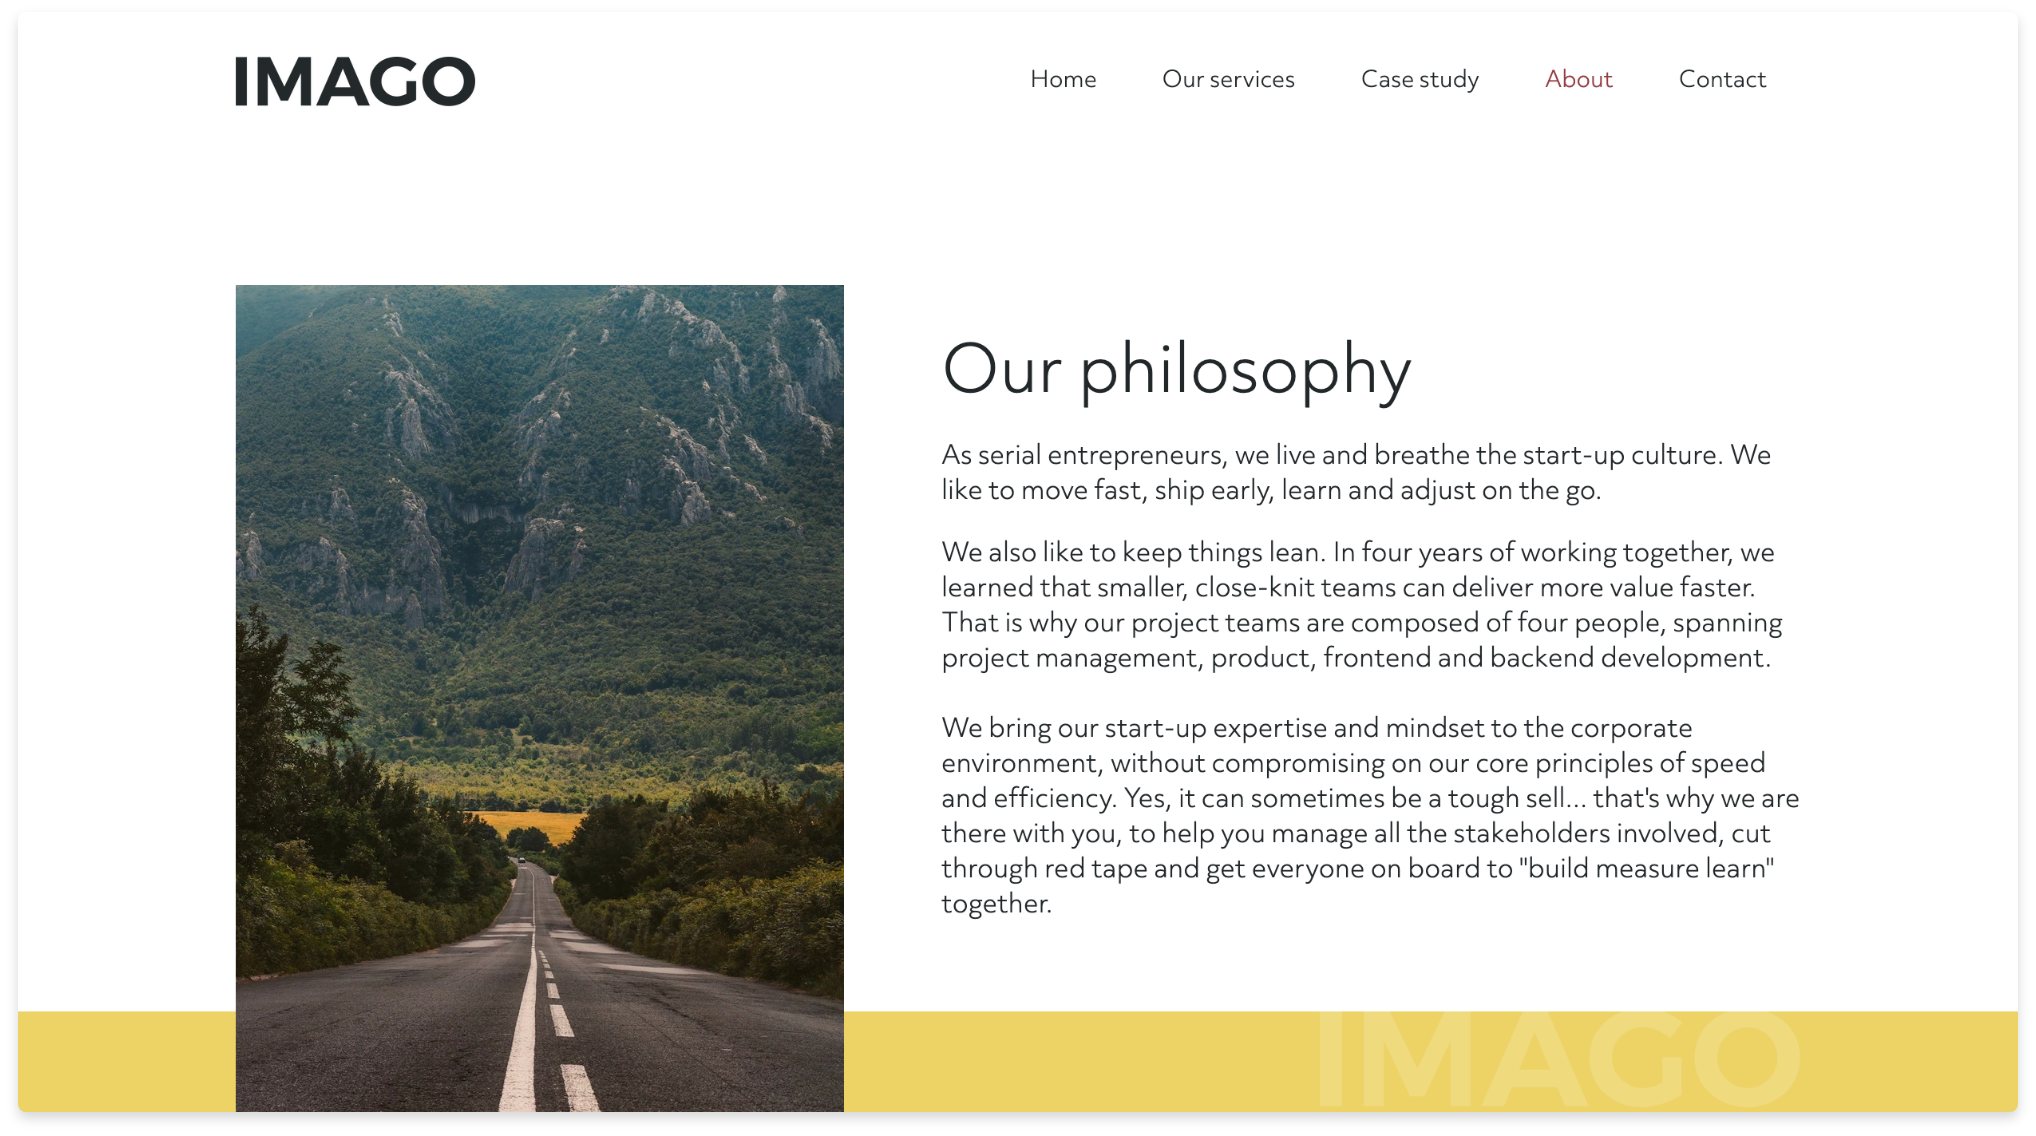 IMAGO
Home
Our services
Case study
About
Contact
Our philosophy
As serial entrepreneurs, we live and breathe the start-up culture. We
like to move fast, ship early, learn and adjust on the go.
We also like to keep things lean. In four years of working together, we
learned that smaller, close-knit teams can deliver more value faster.
That is why our project teams are composed of four people, spanning
project management, product, frontend and backend development.
We bring our start-up expertise and mindset to the corporate
environment, without compromising on our core principles of speed
and efficiency. Yes, it can sometimes be a tough sell... that's why we are
there with you, to help you manage all the stakeholders involved, cut
through red tape and get everyone on board to "build measure learn"
together.
IMAGO